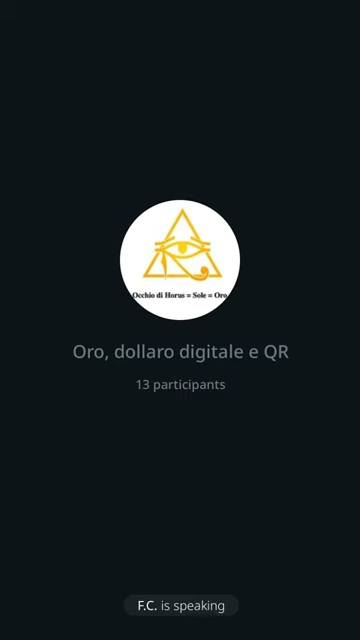 Occhio di Horus = Sole = Oro
Oro, dollaro digitale e QR
13 participants
F.C. is speaking